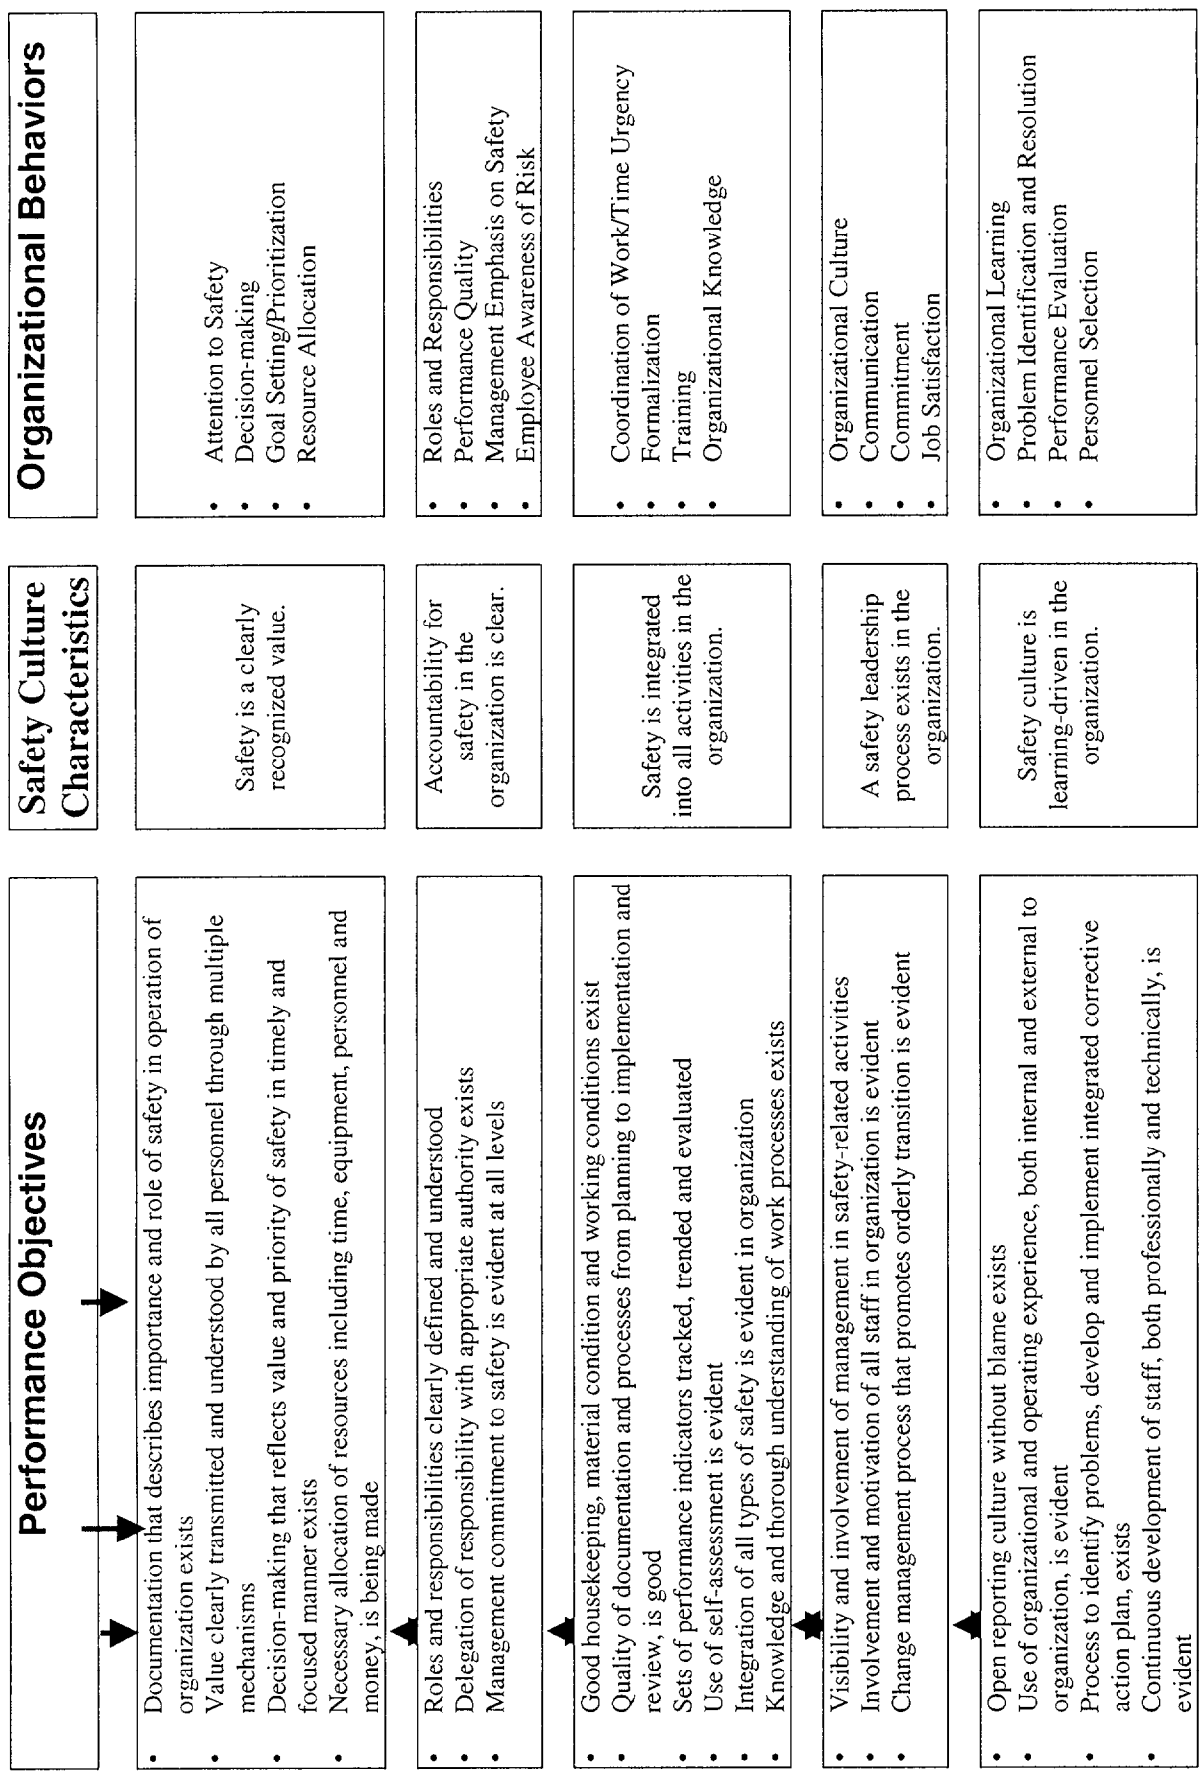 Performance Objectives
Safety Culture
Characteristics
Organizational Behaviors
• Documentation that describes importance and role of safety in operation of
organization exists
• Value clearly transmitted and understood by all personnel through multiple
mechanisms
• Decision-making that reflects value and priority of safety in timely and
focused manner exists
• Necessary allocation of resources including time, equipment, personnel and
money, is being made
Safety is a clearly
recognized value.
• Attention to Safety
• Decision-making
• Goal Setting/Prioritization
• Resource Allocation
• Roles and responsibilities clearly defined and understood
• Delegation of responsibility with appropriate authority exists
• Management commitment to safety is evident at all levels
Accountability for
safety in the
organization is clear.
• Roles and Responsibilities
• Performance Quality
• Management Emphasis on Safety
• Employee Awareness of Risk
• Good housekeeping, material condition and working conditions exist
• Quality of documentation and processes from planning to implementation and
review, is good
• Sets of performance indicators tracked, trended and evaluated
• Use of self-assessment is evident
• Integration of all types of safety is evident in organization
• Knowledge and thorough understanding of work processes exists
Safety is integrated
into all activities in the
organization.
• Coordination of Work/Time Urgency
• Formalization
• Training
• Organizational Knowledge
• Visibility and involvement of management in safety-related activities
• Involvement and motivation of all staff in organization is evident
• Change management process that promotes orderly transition is evident
A safety leadership
process exists in the
organization.
• Organizational Culture
• Communication
• Commitment
• Job Satisfaction
• Open reporting culture without blame exists
• Use of organizational and operating experience, both internal and external to
organization, is evident
• Process to identify problems, develop and implement integrated corrective
action plan, exists
• Continuous development of staff, both professionally and technically, is
evident
Safety culture is
learning-driven in the
organization.
• Organizational Learning
• Problem Identification and Resolution
• Performance Evaluation
• Personnel Selection